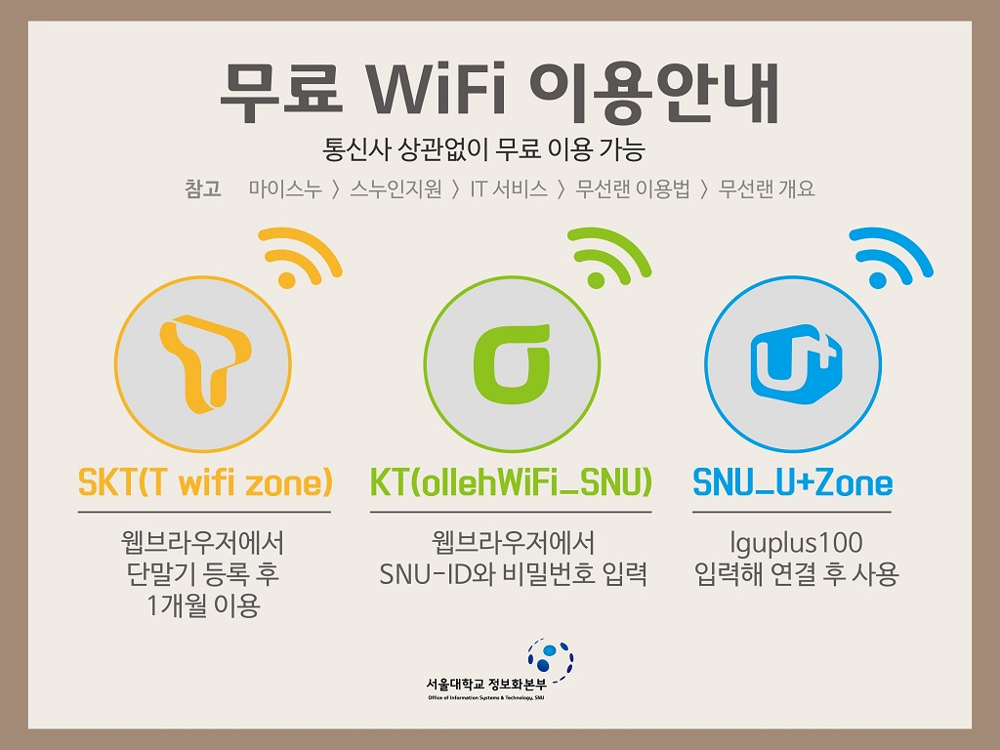 무료 WiFi 이용안내
통신사 상관없이 무료 이용 가능
참고 마이스누 〉 스누인지원 〉 IT 서비스 〉 무선랜 이용법 〉 무선랜 개요
U+
SKT(T wifi zone)
웹브라우저에서
단말기 등록 후
1개월 이용
KT(ollehWiFi_SNU)
웹브라우저에서
SNU-ID와 비밀번호 입력
SNU_U+Zone
lguplus100
입력해 연결 후 사용
서울대학교 정보화본부
Office of Information Systems & Technology, SNU